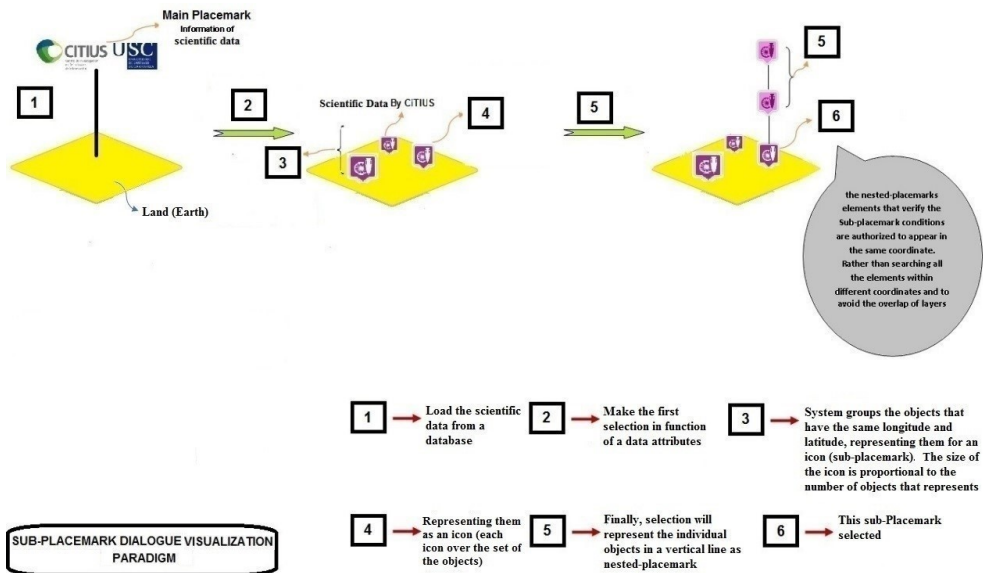 Main Placemark
Information of
scientific data
CITIUS USC
1
Land (Earth)
2
Scientific Data By CiTIUS
3
4
5
5
6
the nested-placemarks
elements that verify the
Sub-placemark conditions
are authorized to appear in
the same coordinate.
Rather than searching all
the elements within
different coordinates and to
avoid the overlap of layers
1
Load the scientific
data from a
database
2
Make the first
selection in function
of a data attributes
3
System groups the objects that
have the same longitude and
latitude, representing them for an
icon (sub-placemark). The size of
the icon is proportional to the
number of objects that represents
4
Representing them
as an icon (each
icon over the set of
the objects)
5
Finally, selection will
represent the individual
objects in a vertical line as
nested-placemark
6
This sub-Placemark
selected
SUB-PLACEMARK DIALOGUE VISUALIZATION
PARADIGM